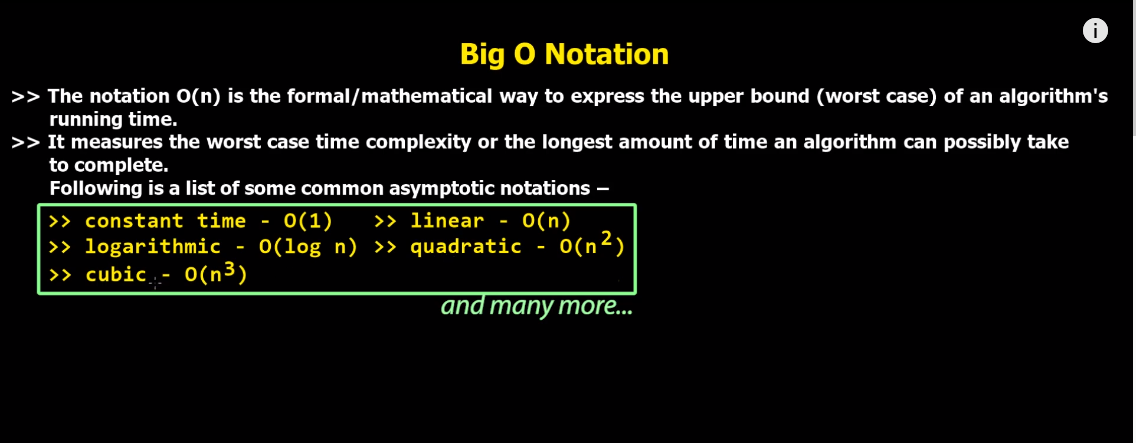 Big O Notation
>> The notation O(n) is the formal/mathematical way to express the upper bound (worst case) of an algorithm's
running time.
>> It measures the worst case time complexity or the longest amount of time an algorithm can possibly take
to complete.
Following is a list of some common asymptotic notations –
>> constant time - O(1) >> linear - O(n)
>> logarithmic - O(log n) >> quadratic - O(n²)
>> cubic - O(n³)
and many more...